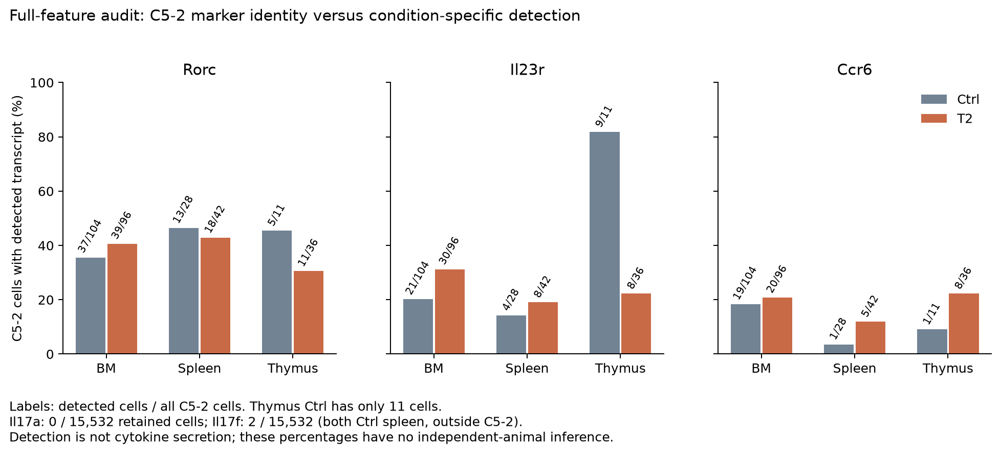 Full-feature audit: C5-2 marker identity versus condition-specific detection
Rorc
Il23r
Ccr6
C5-2 cells with detected transcript (%)
100
80
60
40
20
0
37/104
39/96
13/28
18/42
5/11
11/36
BM
Spleen
Thymus
21/104
30/96
4/28
8/42
9/11
8/36
BM
Spleen
Thymus
Ctrl
T2
19/104
20/96
1/28
5/42
1/11
8/36
BM
Spleen
Thymus
Labels: detected cells / all C5-2 cells. Thymus Ctrl has only 11 cells.
Il17a: 0 / 15,532 retained cells; Il17f: 2 / 15,532 (both Ctrl spleen, outside C5-2).
Detection is not cytokine secretion; these percentages have no independent-animal inference.